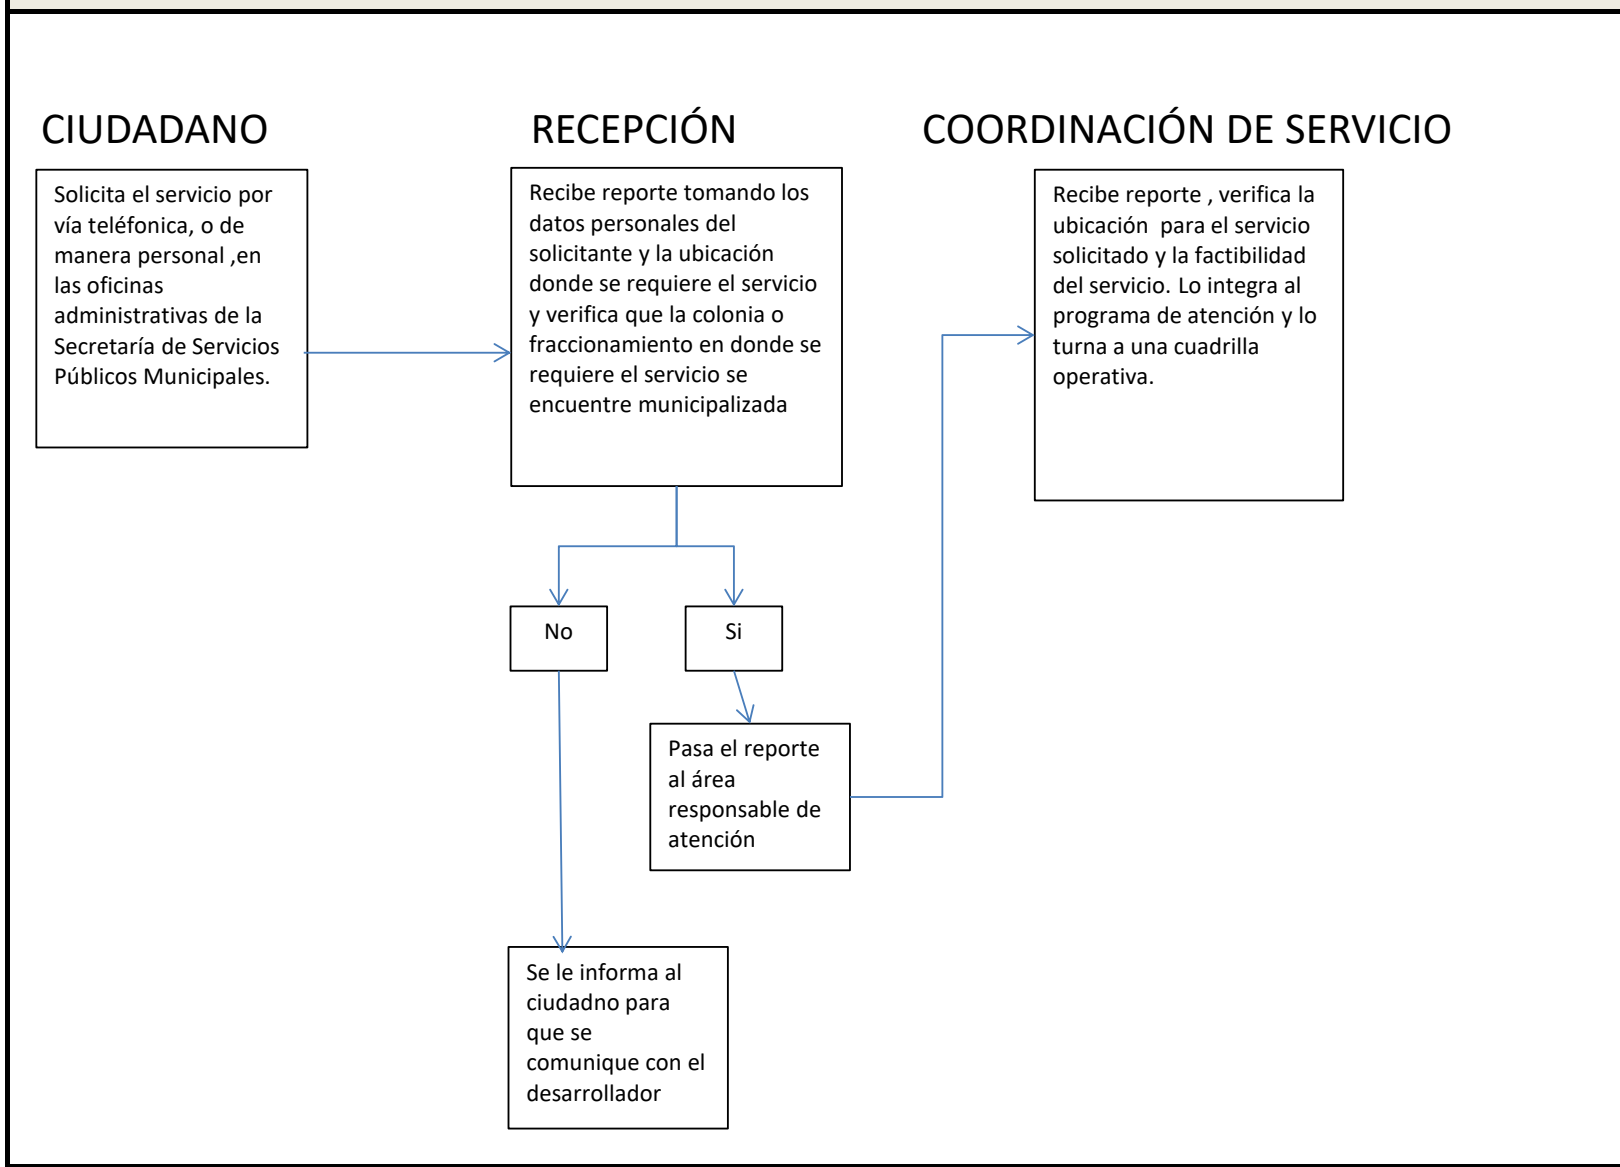 CIUDADANO
RECEPCIÓN
COORDINACIÓN DE SERVICIO
Solicita el servicio por
vía teléfonica, o de
manera personal ,en
las oficinas
administrativas de la
Secretaría de Servicios
Públicos Municipales.
Recibe reporte tomando los
datos personales del
solicitante y la ubicación
donde se requiere el servicio
y verifica que la colonia o
fraccionamiento en donde se
requiere el servicio se
encuentre municipalizada
Recibe reporte , verifica la
ubicación  para el servicio
solicitado y la factibilidad
del servicio. Lo integra al
programa de atención y lo
turna a una cuadrilla
operativa.
No
Si
Pasa el reporte
al área
responsable de
atención
Se le informa al
ciudadno para
que se
comunique con el
desarrollador